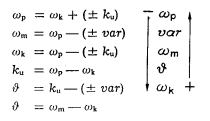 ωₚ = ωₖ + (± kᵤ)
ωₘ = ωₚ — (± var)
ωₖ = ωₚ — (± kᵤ)
kᵤ = ωₚ — ωₖ
ϑ = kᵤ — (± var)
ϑ = ωₘ — ωₖ
— ωₚ
var
ωₘ
ϑ
ωₖ +